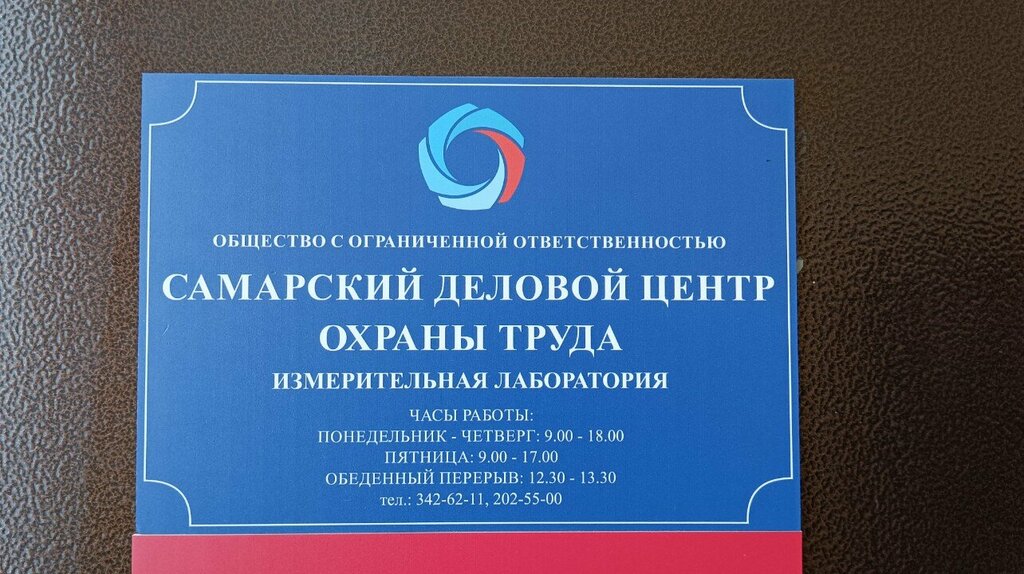 ОБЩЕСТВО С ОГРАНИЧЕННОЙ ОТВЕТСТВЕННОСТЬЮ
САМАРСКИЙ ДЕЛОВОЙ ЦЕНТР
ОХРАНЫ ТРУДА
ИЗМЕРИТЕЛЬНАЯ ЛАБОРАТОРИЯ
ЧАСЫ РАБОТЫ:
ПОНЕДЕЛЬНИК - ЧЕТВЕРГ: 9.00 - 18.00
ПЯТНИЦА: 9.00 - 17.00
ОБЕДЕННЫЙ ПЕРЕРЫВ: 12.30 - 13.30
тел.: 342-62-11, 202-55-00